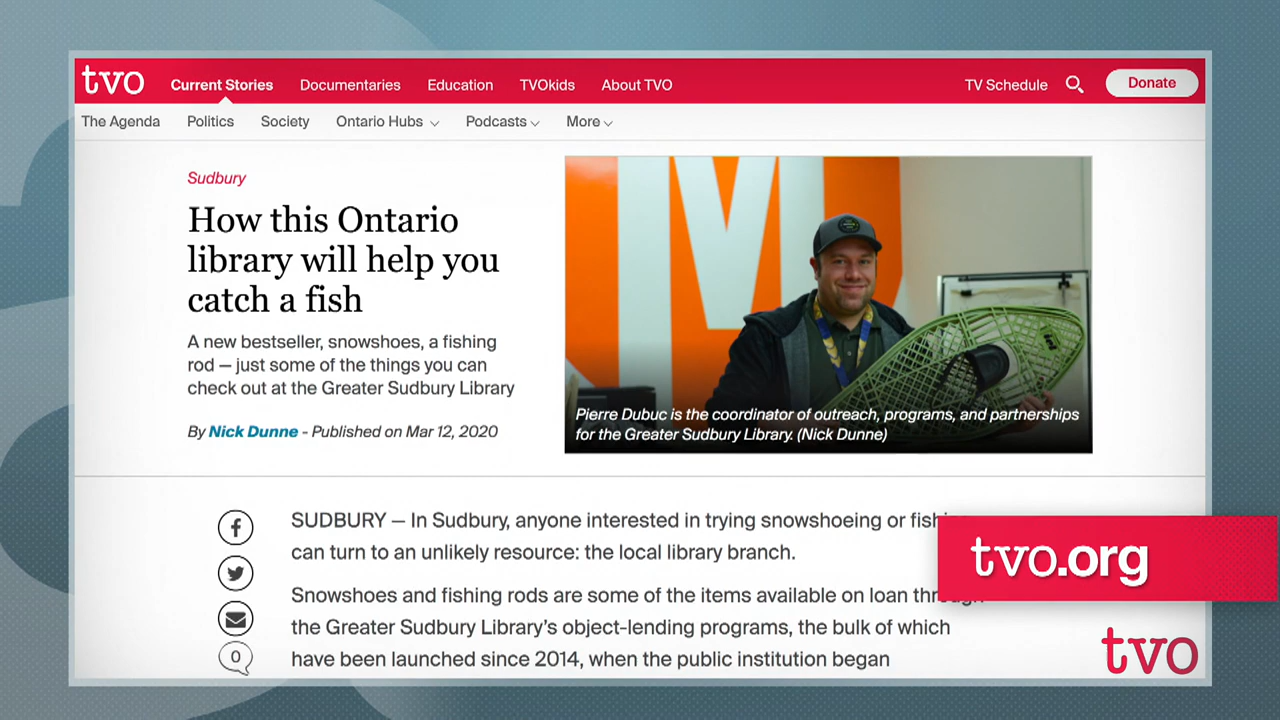 tvo
Current Stories Documentaries Education TVOkids About TVO TV Schedule Donate
The Agenda Politics Society Ontario Hubs Podcasts More
Sudbury
How this Ontario
library will help you
catch a fish
A new bestseller, snowshoes, a fishing
rod — just some of the things you can
check out at the Greater Sudbury Library
By Nick Dunne - Published on Mar 12, 2020
Pierre Dubuc is the coordinator of outreach, programs, and partnerships
for the Greater Sudbury Library. (Nick Dunne)
SUDBURY — In Sudbury, anyone interested in trying snowshoeing or
can turn to an unlikely resource: the local library branch.
Snowshoes and fishing rods are some of the items available on loan through
the Greater Sudbury Library's object-lending programs, the bulk of which
have been launched since 2014, when the public institution began
0
tvo.org
tvo